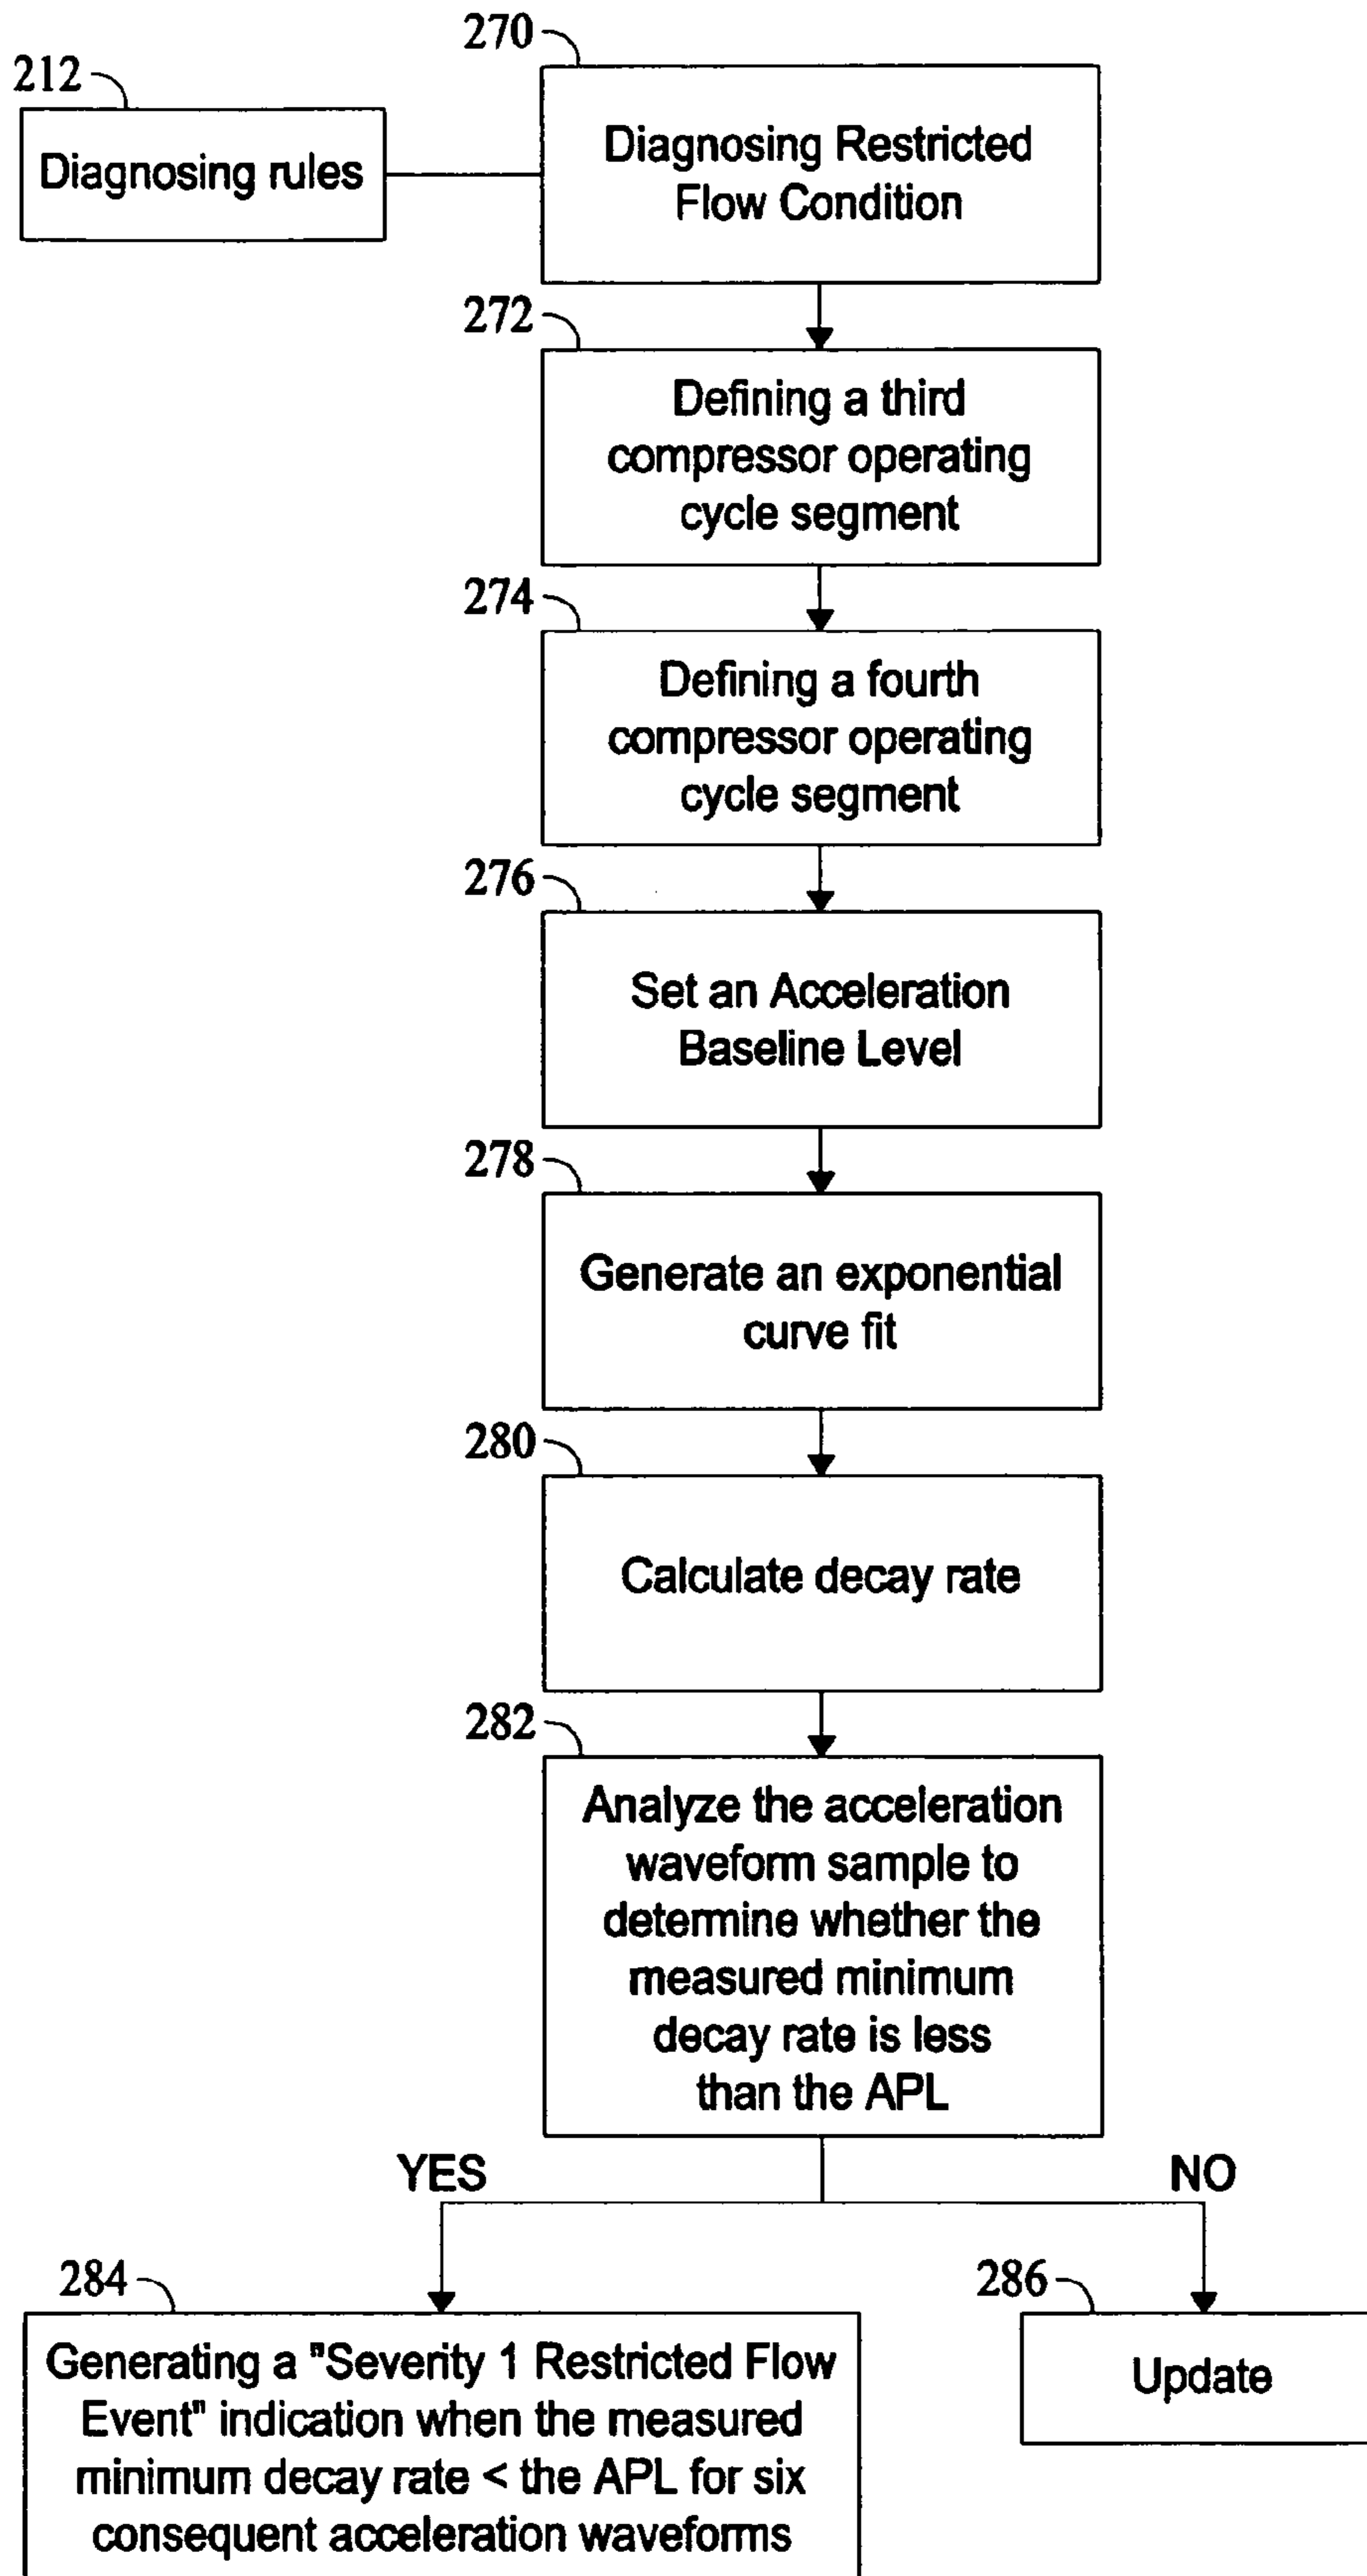 270
212
Diagnosing rules
Diagnosing Restricted
Flow Condition
272
Defining a third
compressor operating
cycle segment
274
Defining a fourth
compressor operating
cycle segment
276
Set an Acceleration
Baseline Level
278
Generate an exponential
curve fit
280
Calculate decay rate
282
Analyze the acceleration
waveform sample to
determine whether the
measured minimum
decay rate is less
than the APL
YES
NO
284
Generating a "Severity 1 Restricted Flow
Event" indication when the measured
minimum decay rate < the APL for six
consequent acceleration waveforms
286
Update